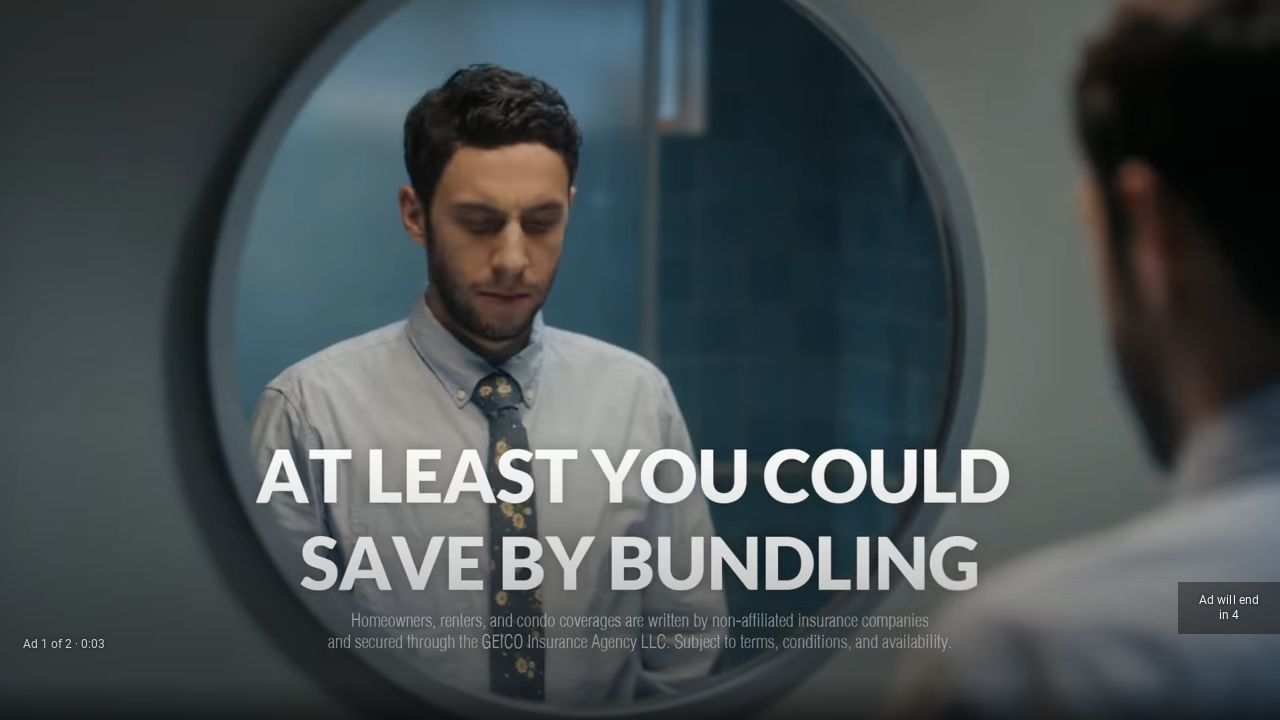 AT LEAST YOU COULD
SAVE BY BUNDLING
Homeowners, renters, and condo coverages are written by non-affiliated insurance companies
and secured through the GEICO Insurance Agency LLC. Subject to terms, conditions, and availability.
Ad 1 of 2 · 0:03
Ad will end
in 4